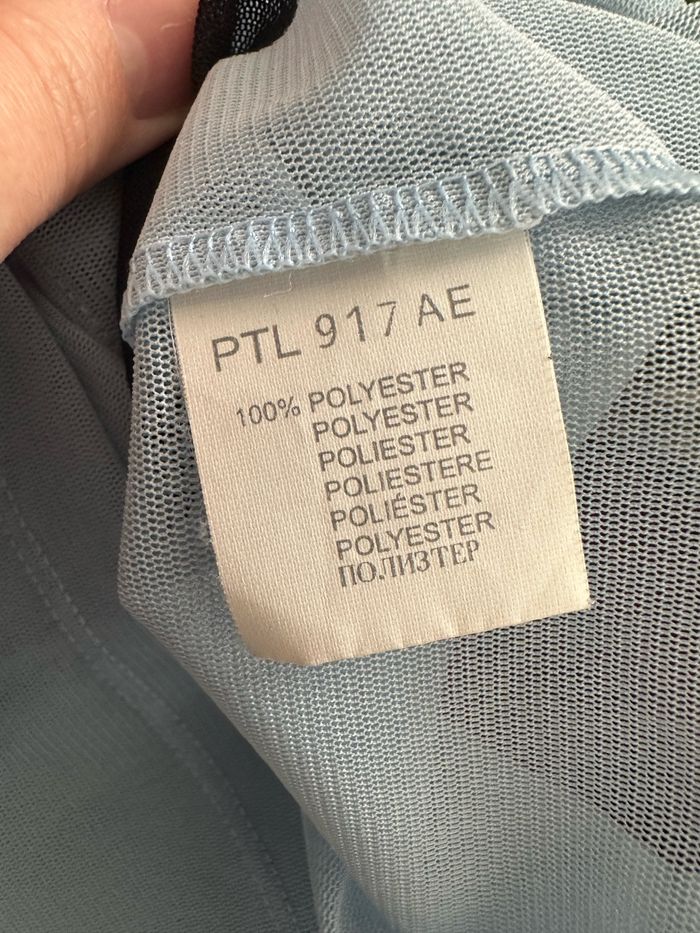 PTL 917 AE
100% POLYESTER
POLYESTER
POLIESTER
POLIESTERE
POLIÉSTER
POLYESTER
ПОЛИЗТЕР